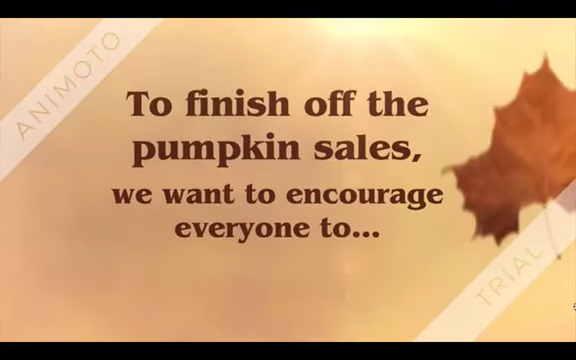 ANIMOTO
To finish off the
pumpkin sales,
we want to encourage
everyone to...
TRIAL